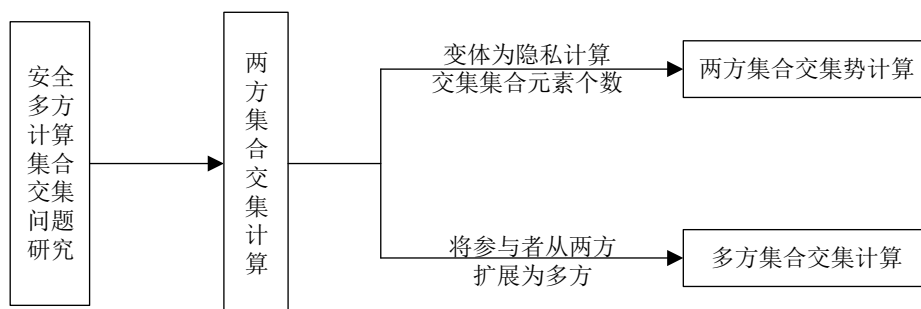 安全
多方
计算
集合
交集
问题
研究
两
方
集
合
交
集
计
算
变体为隐私计算
交集集合元素个数
两方集合交集势计算
将参与者从两方
扩展为多方
多方集合交集计算